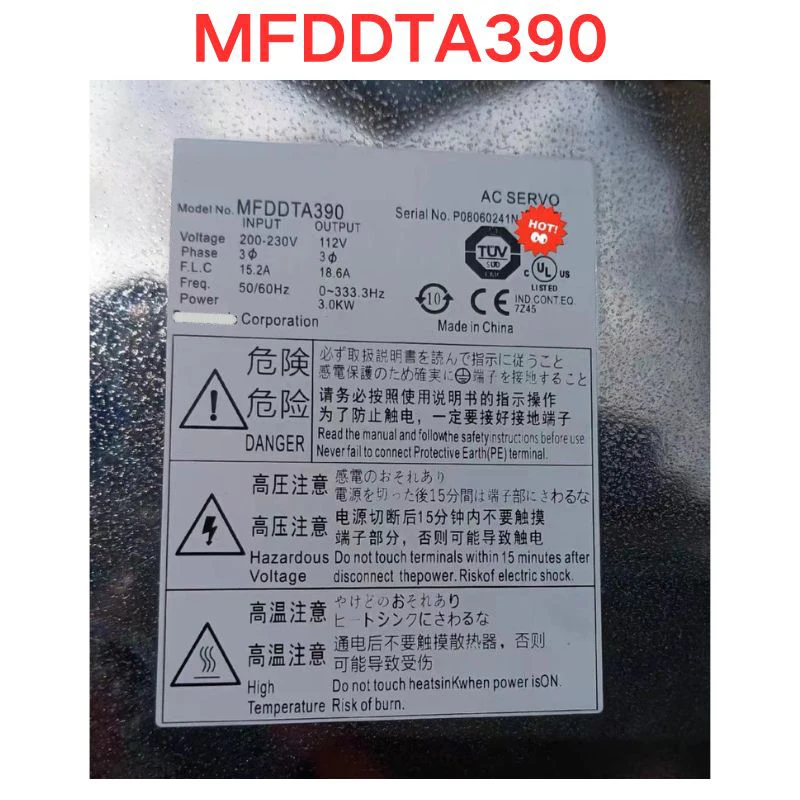 MFDDTA390
AC SERVO
Model No. MFDDTA390
Serial No. P08060241N
INPUT OUTPUT
Voltage 200-230V 112V
Phase 3Φ 3Φ
F.L.C 15.2A 18.6A
Freq. 50/60Hz 0~333.3Hz
Power 3.0KW
Corporation
HOT!
TÜV
SÜD
C UL US
LISTED
10
CE
IND.CONT.EQ.
7Z45
Made in China
危険
危险
DANGER
必ず取扱説明書を読んで指示に従うこと
感電保護のため確実に⏚端子を接地すること
请务必按照使用说明书的指示操作
为了防止触电，一定要接好接地端子
Read the manual and followthe safetyinstructions before use
Never fail to connect Protective Earth(PE) terminal.
高圧注意
感電のおそれあり
電源を切った後15分間は端子部にさわるな
高压注意
电源切断后15分钟内不要触摸
端子部分，否则可能导致触电
Hazardous
Voltage
Do not touch terminals within 15 minutes after
disconnect thepower. Riskof electric shock.
高温注意
やけどのおそれあり
ヒートシンクにさわるな
高温注意
通电后不要触摸散热器，否则
可能导致受伤
High
Temperature
Do not touch heatsinKwhen power isON.
Risk of burn.